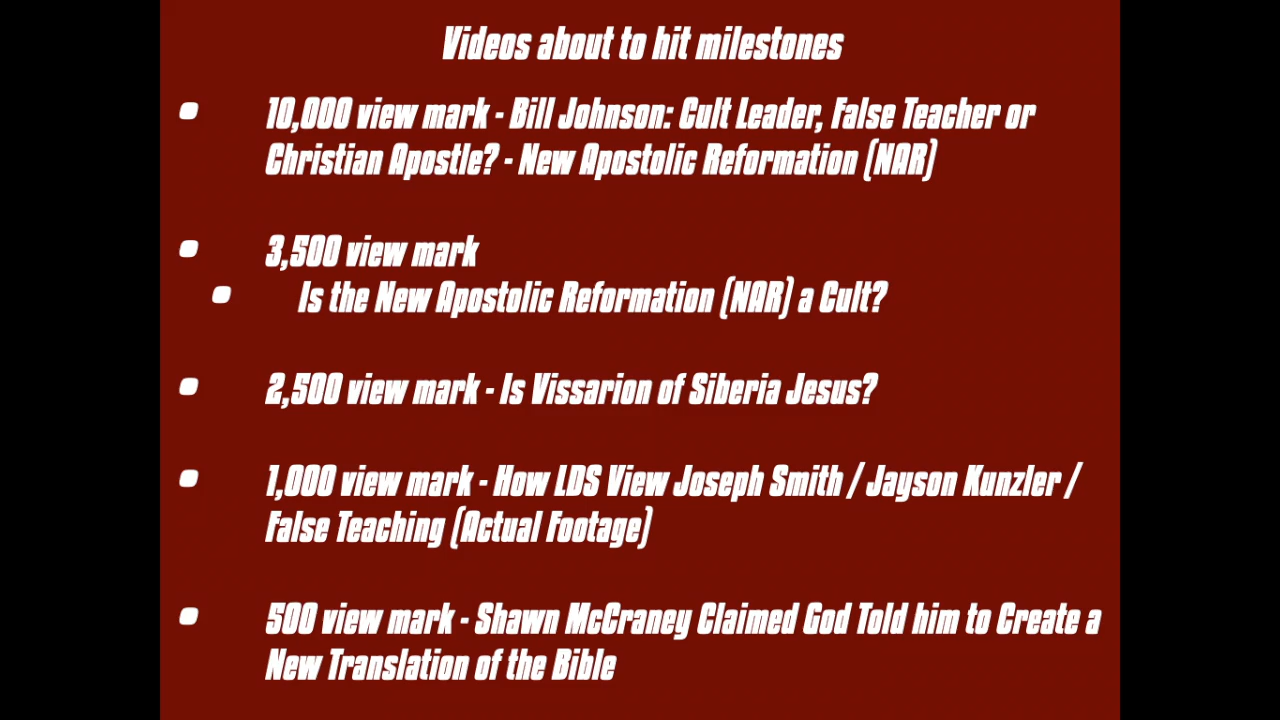 Videos about to hit milestones
• 10,000 view mark - Bill Johnson: Cult Leader, False Teacher or
Christian Apostle? - New Apostolic Reformation (NAR)
• 3,500 view mark
• Is the New Apostolic Reformation (NAR) a Cult?
• 2,500 view mark - Is Vissarion of Siberia Jesus?
• 1,000 view mark - How LDS View Joseph Smith / Jayson Kunzler /
False Teaching (Actual Footage)
• 500 view mark - Shawn McCraney Claimed God Told him to Create a
New Translation of the Bible